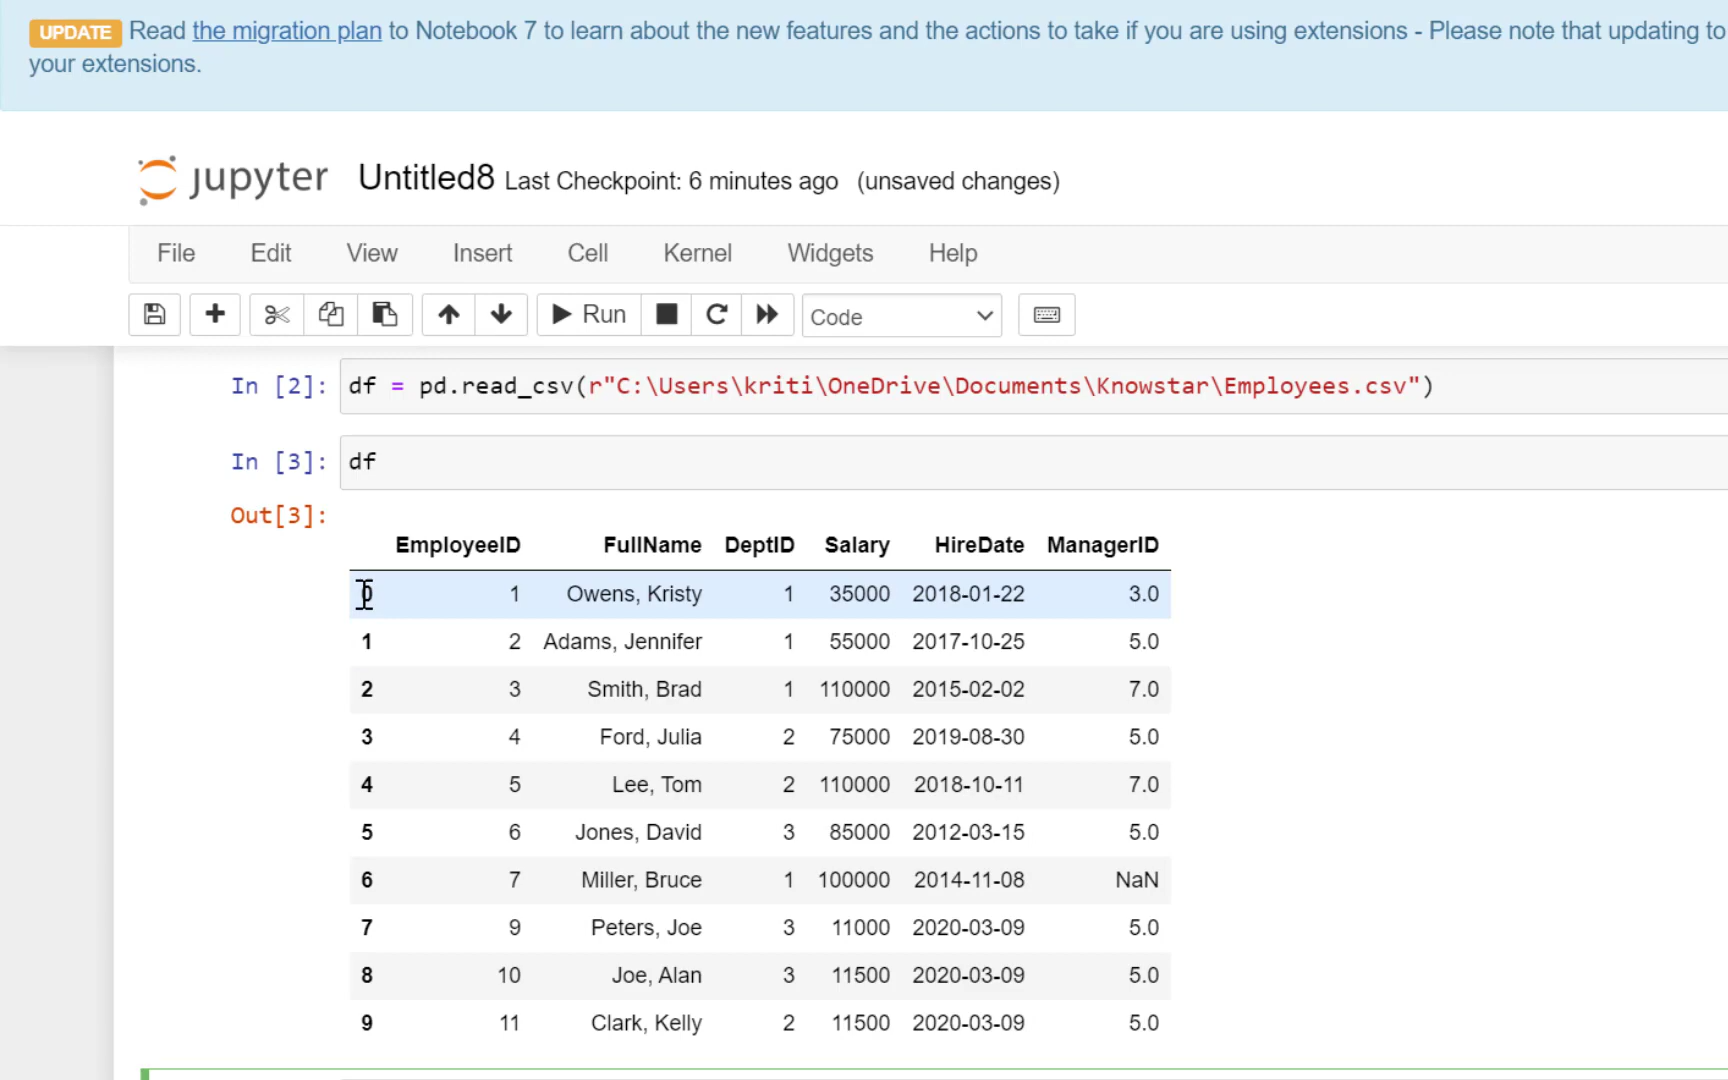 UPDATE Read the migration plan to Notebook 7 to learn about the new features and the actions to take if you are using extensions - Please note that updating to
your extensions.
jupyter Untitled8 Last Checkpoint: 6 minutes ago (unsaved changes)
File Edit View Insert Cell Kernel Widgets Help
Run Code
In [2]: df = pd.read_csv(r"C:\Users\kriti\OneDrive\Documents\Knowstar\Employees.csv")
In [3]: df
Out[3]:
EmployeeID FullName DeptID Salary HireDate ManagerID
0 1 Owens, Kristy 1 35000 2018-01-22 3.0
1 2 Adams, Jennifer 1 55000 2017-10-25 5.0
2 3 Smith, Brad 1 110000 2015-02-02 7.0
3 4 Ford, Julia 2 75000 2019-08-30 5.0
4 5 Lee, Tom 2 110000 2018-10-11 7.0
5 6 Jones, David 3 85000 2012-03-15 5.0
6 7 Miller, Bruce 1 100000 2014-11-08 NaN
7 9 Peters, Joe 3 11000 2020-03-09 5.0
8 10 Joe, Alan 3 11500 2020-03-09 5.0
9 11 Clark, Kelly 2 11500 2020-03-09 5.0